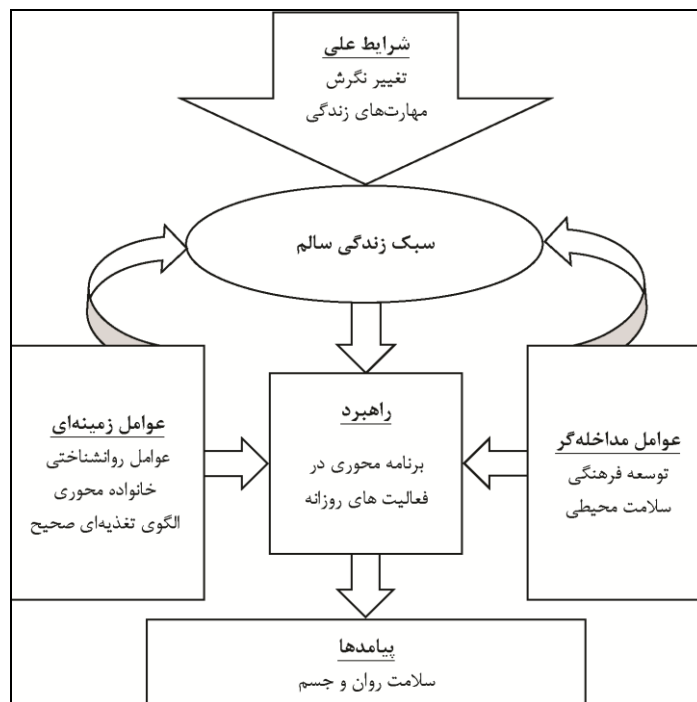 شرایط علی
تغییر نگرش
مهارت‌های زندگی
سبک زندگی سالم
عوامل مداخله‌گر
توسعه فرهنگی
سلامت محیطی
راهبرد
برنامه محوری در
فعالیت های روزانه
عوامل زمینه‌ای
عوامل روانشناختی
خانواده محوری
الگوی تغذیه‌ای صحیح
پیامدها
سلامت روان و جسم